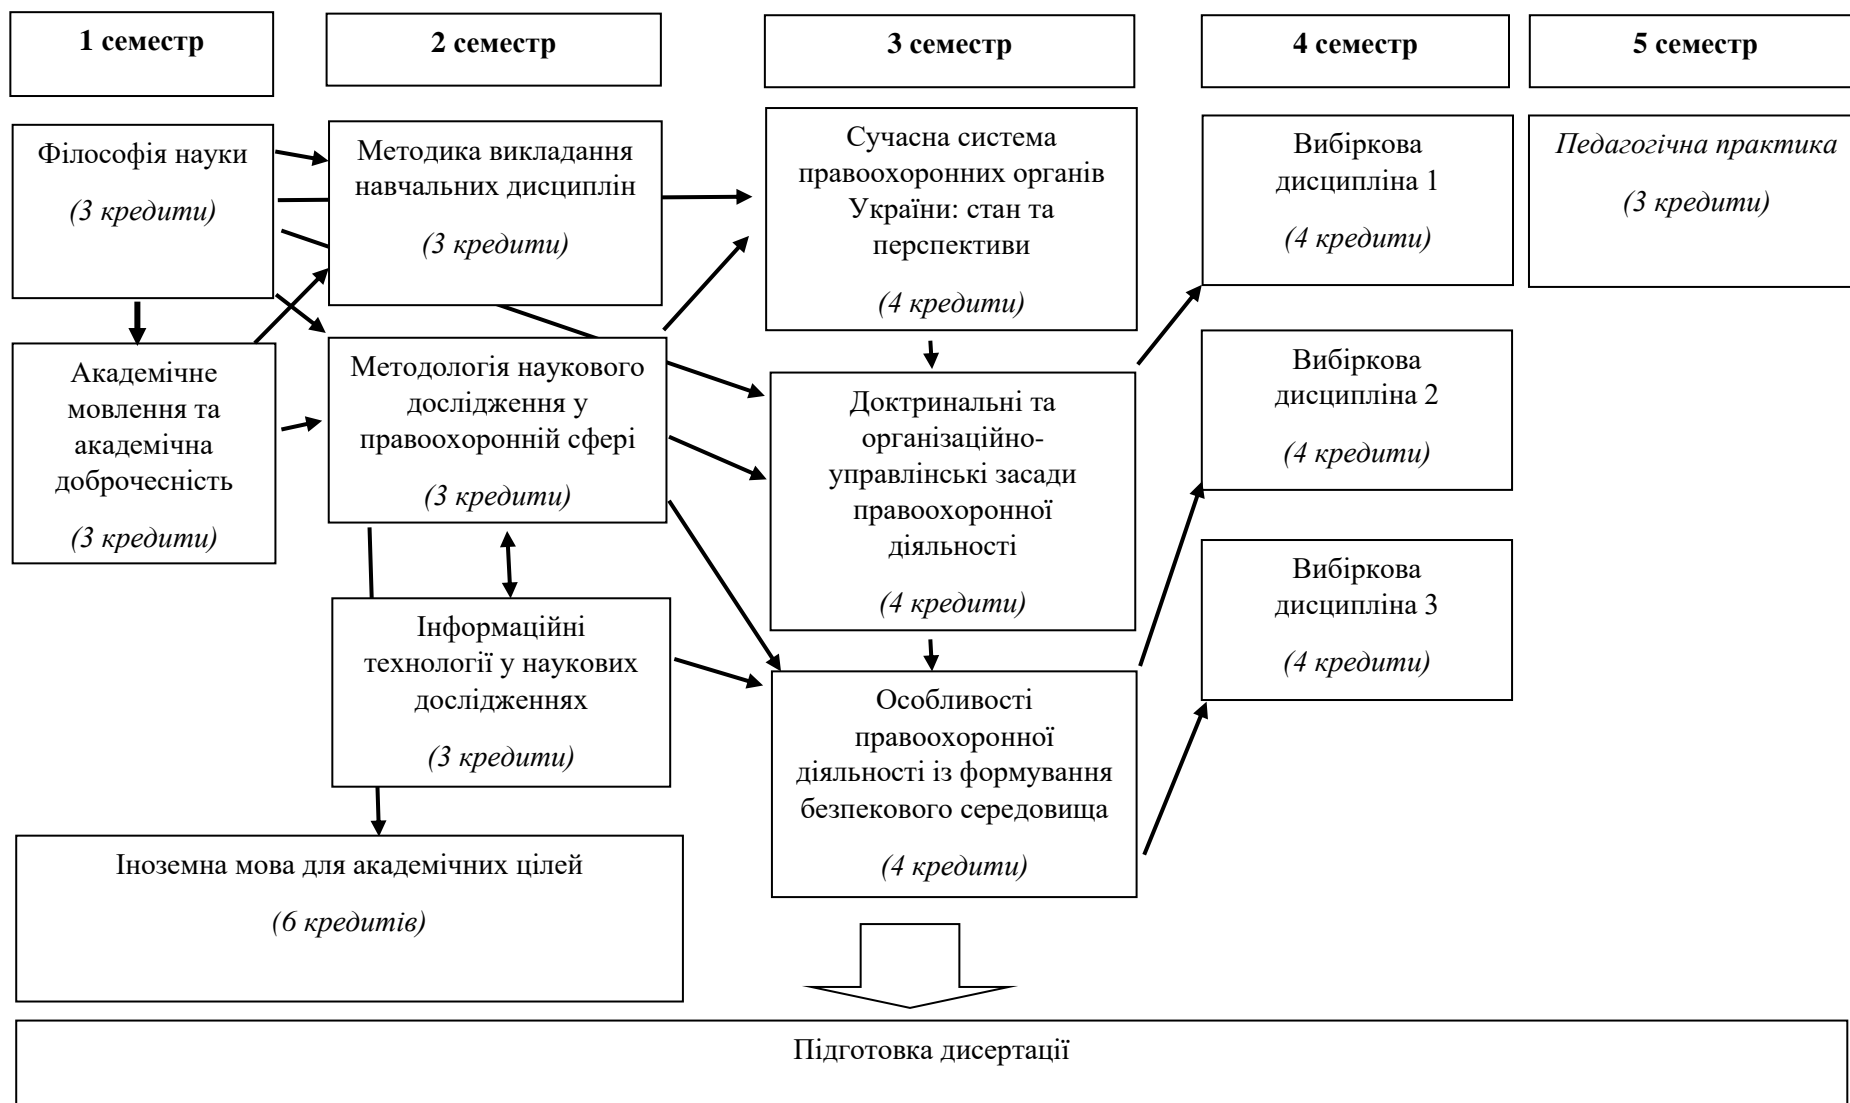 1 семестр
2 семестр
3 семестр
4 семестр
5 семестр
Філософія науки
(3 кредити)
Академічне
мовлення та
академічна
доброчесність
(3 кредити)
Методика викладання
навчальних дисциплін
(3 кредити)
Методологія наукового
дослідження у
правоохоронній сфері
(3 кредити)
Інформаційні
технології у наукових
дослідженнях
(3 кредити)
Іноземна мова для академічних цілей
(6 кредитів)
Сучасна система
правоохоронних органів
України: стан та
перспективи
(4 кредити)
Доктринальні та
організаційно-
управлінські засади
правоохоронної
діяльності
(4 кредити)
Особливості
правоохоронної
діяльності із формування
безпекового середовища
(4 кредити)
Вибіркова
дисципліна 1
(4 кредити)
Вибіркова
дисципліна 2
(4 кредити)
Вибіркова
дисципліна 3
(4 кредити)
Педагогічна практика
(3 кредити)
Підготовка дисертації